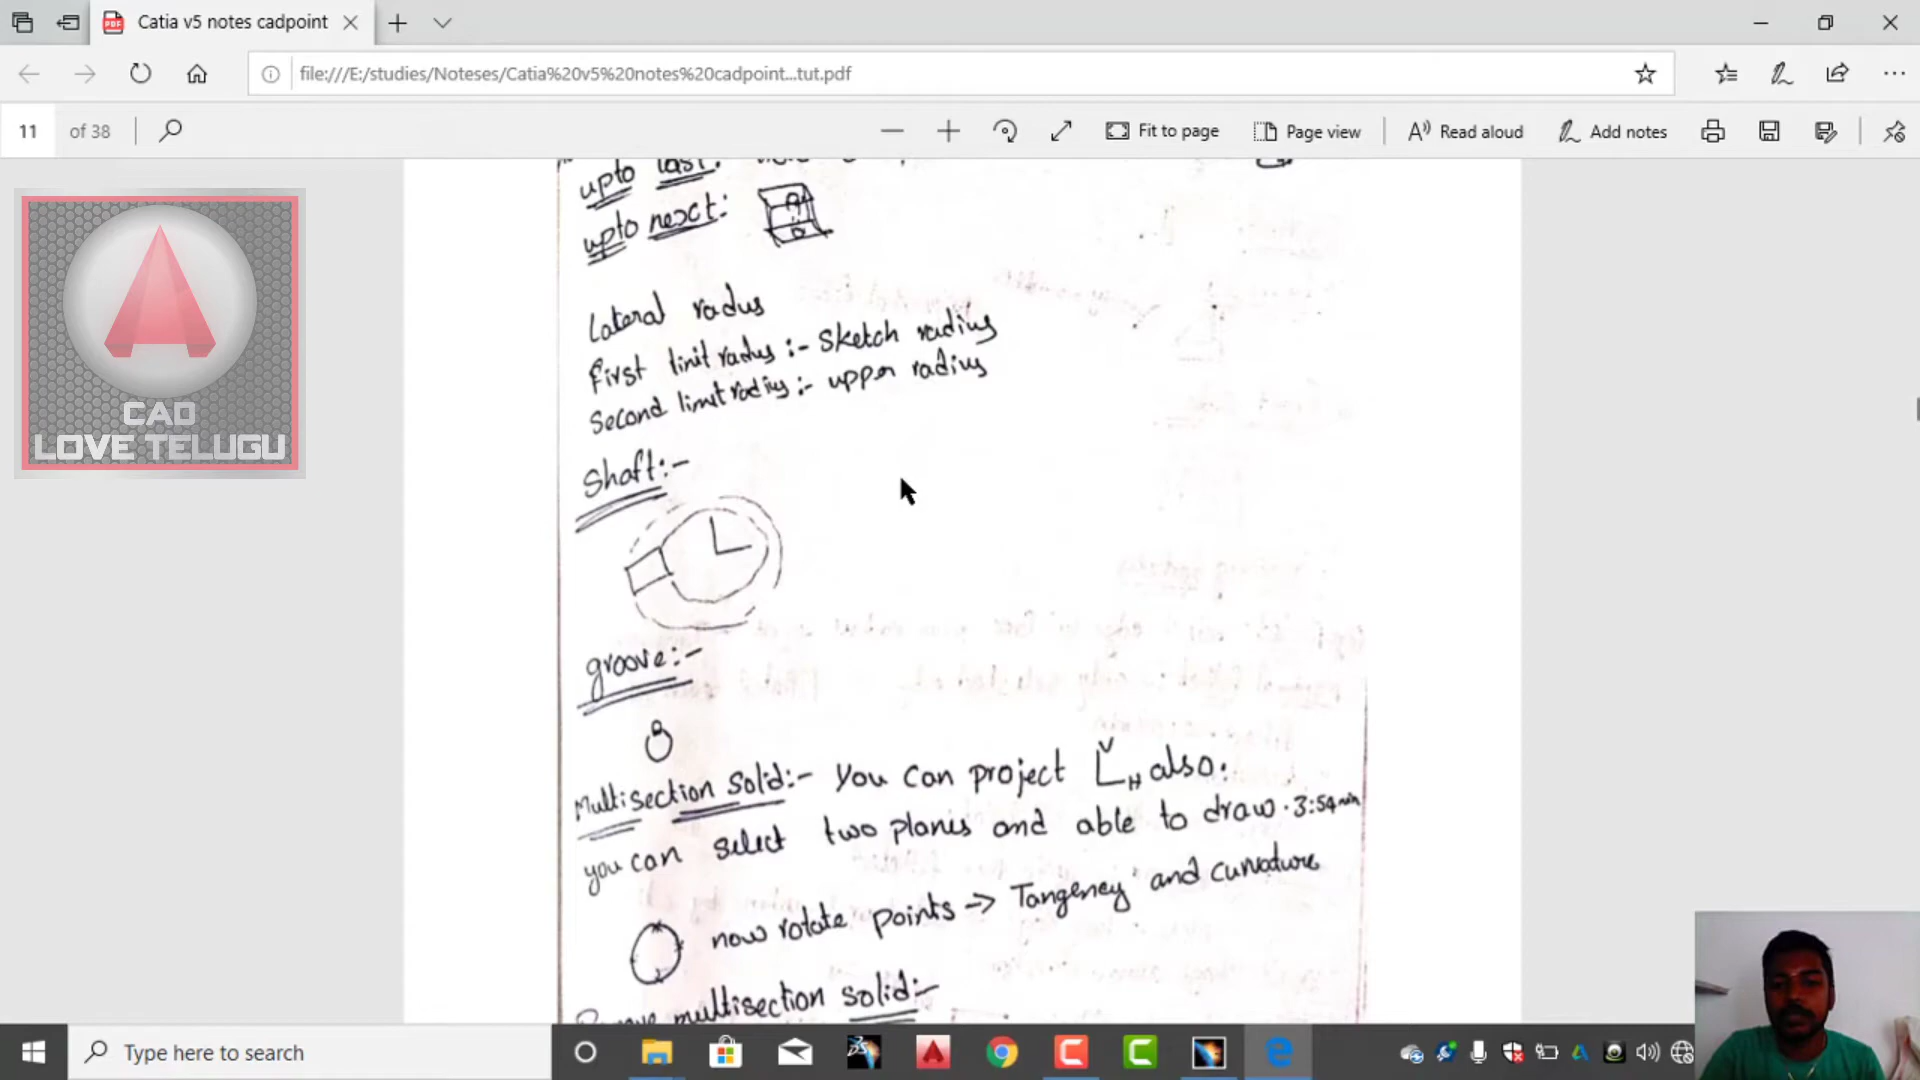 Catia v5 notes cadpoint
file:///E:/studies/Noteses/Catia%20v5%20notes%20cadpoint...tut.pdf
11 of 38
Fit to page
Page view
Read aloud
Add notes
CAD
LOVE TELUGU
upto last:
upto nexct:
Lateral radus
first limit radus :- Sketch radius
Second limit radius :- upper radius
Shaft:-
groove:-
Multisection Solid:- You can project V H also.
you can select two planes and able to draw. 3:54 min
now rotate points -> Tangency and curvature
multisection solid:-
Type here to search